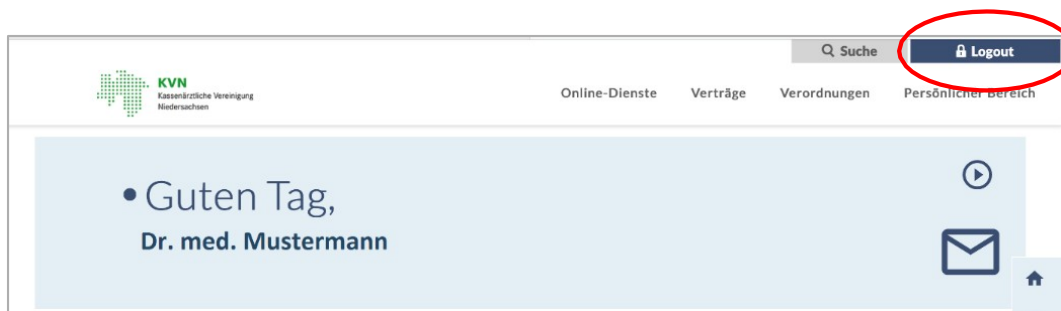 Suche
Logout
KVN
Kassenärztliche Vereinigung
Niedersachsen
Online-Dienste Verträge Verordnungen Persönlicher Bereich
• Guten Tag,
Dr. med. Mustermann